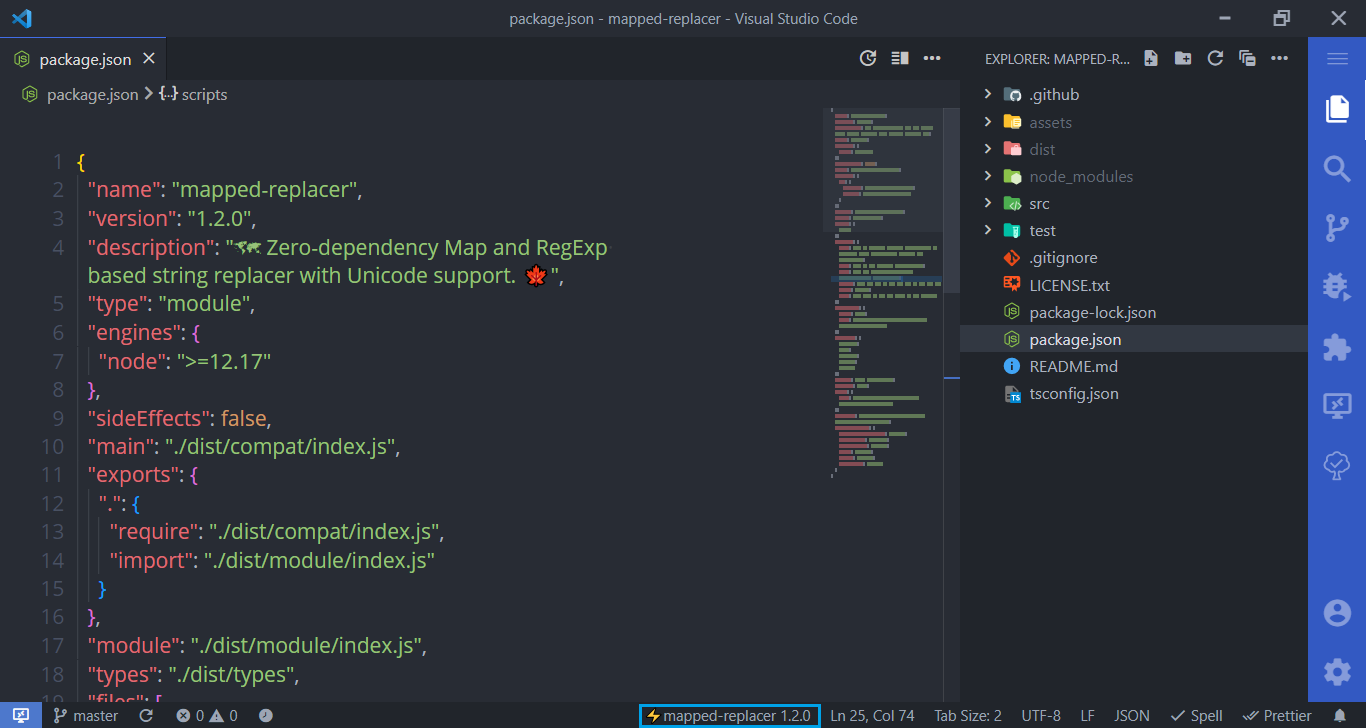 package.json - mapped-replacer - Visual Studio Code
package.json
EXPLORER: MAPPED-R...
package.json > {..} scripts
1 {
2 "name": "mapped-replacer",
3 "version": "1.2.0",
4 "description": "🗺 Zero-dependency Map and RegExp
based string replacer with Unicode support. 🍁",
5 "type": "module",
6 "engines": {
7 "node": ">=12.17"
8 },
9 "sideEffects": false,
10 "main": "./dist/compat/index.js",
11 "exports": {
12 ".": {
13 "require": "./dist/compat/index.js",
14 "import": "./dist/module/index.js"
15 }
16 },
17 "module": "./dist/module/index.js",
18 "types": "./dist/types",
19 "files": [
.github
assets
dist
node_modules
src
test
.gitignore
LICENSE.txt
package-lock.json
package.json
README.md
tsconfig.json
master 0 0 ⚡mapped-replacer 1.2.0 Ln 25, Col 74 Tab Size: 2 UTF-8 LF JSON Spell Prettier